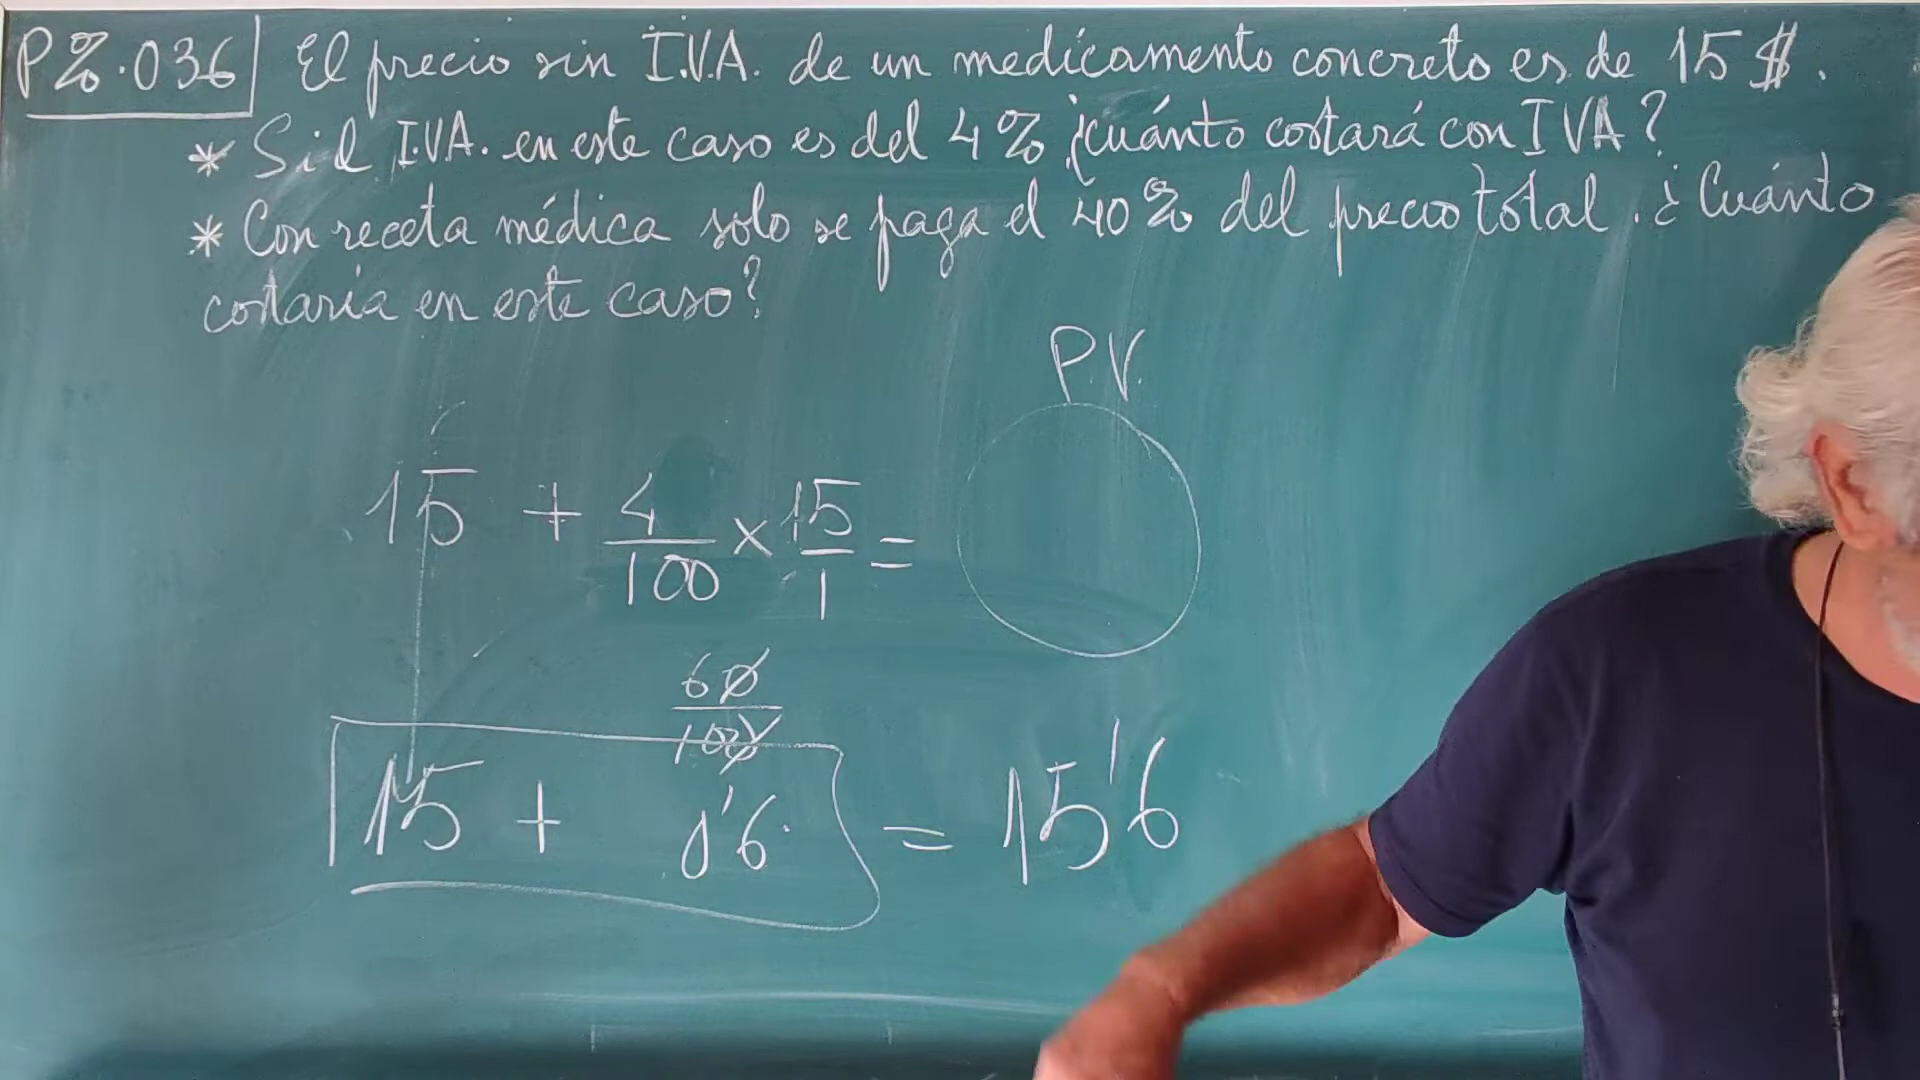 P%.036 El precio sin I.V.A. de un medicamento concreto es de 15 $.
* Si el I.VA. en este caso es del 4% ¿cuánto costará con IVA?
* Con receta médica solo se paga el 40% del precio total. ¿Cuánto
costaría en este caso?
P.V.
15 + 4/100 × 15/1 =
60/100
15 + 0'6 = 15'6